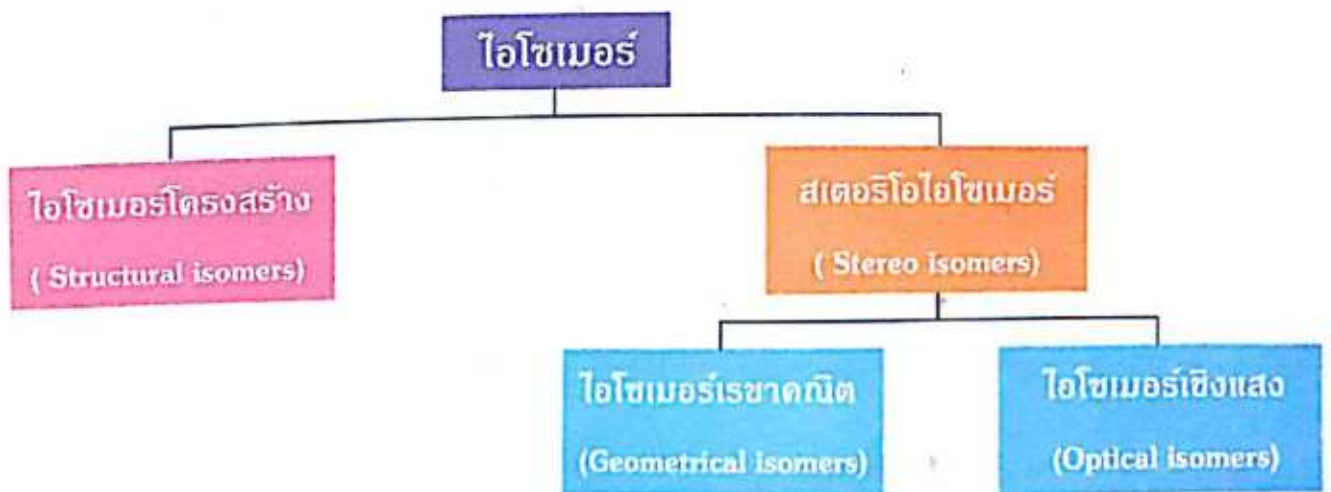 ไอโซเมอร์
ไอโซเมอร์โครงสร้าง
( Structural isomers)
สเตอริโอไอโซเมอร์
( Stereo isomers)
ไอโซเมอร์เรขาคณิต
(Geometrical isomers)
ไอโซเมอร์เชิงแสง
(Optical isomers)